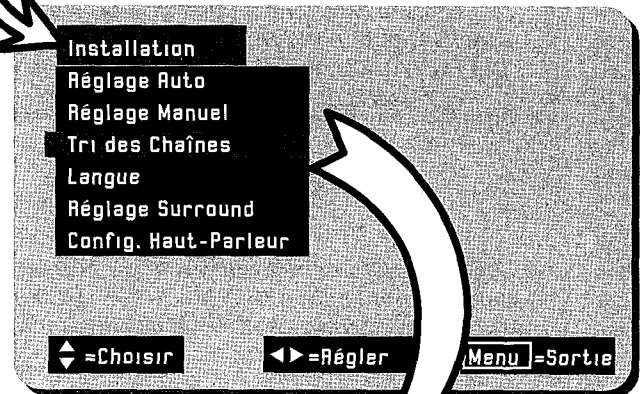 Installation
Réglage Auto
Réglage Manuel
Tri des Chaînes
Langue
Réglage Surround
Config. Haut-Parleur
=Choisir ◀▶=Régler Menu =Sortie